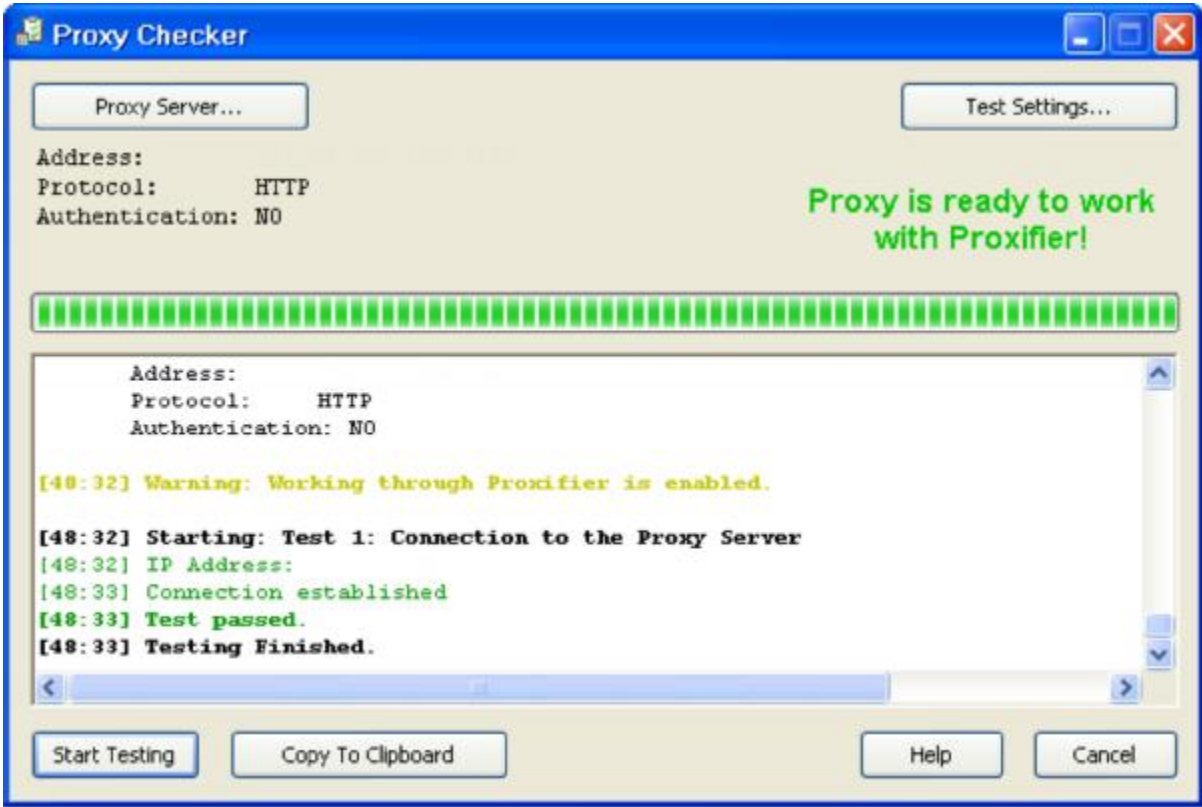 Proxy Checker
Proxy Server...
Test Settings...
Address:
Protocol: HTTP
Authentication: NO
Proxy is ready to work
with Proxifier!
Address:
Protocol: HTTP
Authentication: NO
[48:32] Warning: Working through Proxifier is enabled.
[48:32] Starting: Test 1: Connection to the Proxy Server
[48:32] IP Address:
[48:33] Connection established
[48:33] Test passed.
[48:33] Testing Finished.
Start Testing
Copy To Clipboard
Help
Cancel